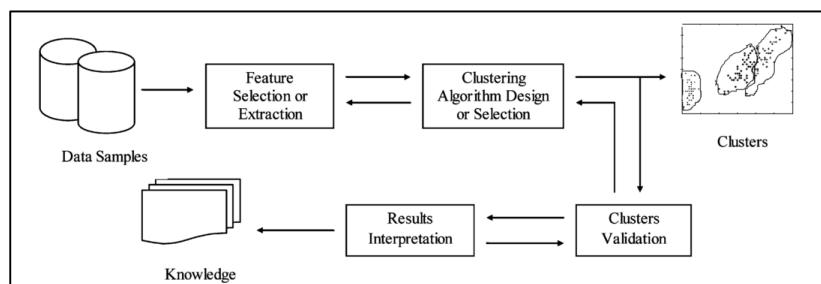 Data Samples
Feature
Selection or
Extraction
Clustering
Algorithm Design
or Selection
Clusters
Clusters
Validation
Results
Interpretation
Knowledge